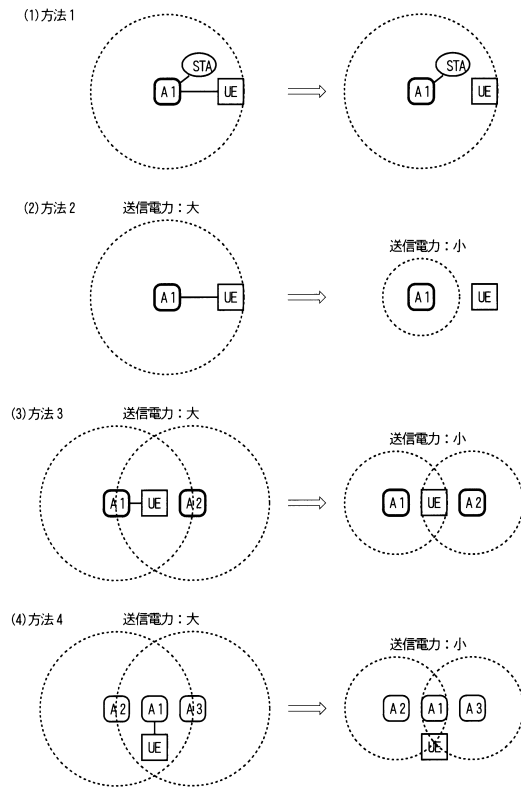 (1)方法1
STA
A1
UE
STA
A1
UE
(2)方法2
送信電力：大
A1
UE
送信電力：小
A1
UE
(3)方法3
送信電力：大
A1
UE
A2
送信電力：小
A1
UE
A2
(4)方法4
送信電力：大
A2
A1
A3
UE
送信電力：小
A2
A1
A3
UE